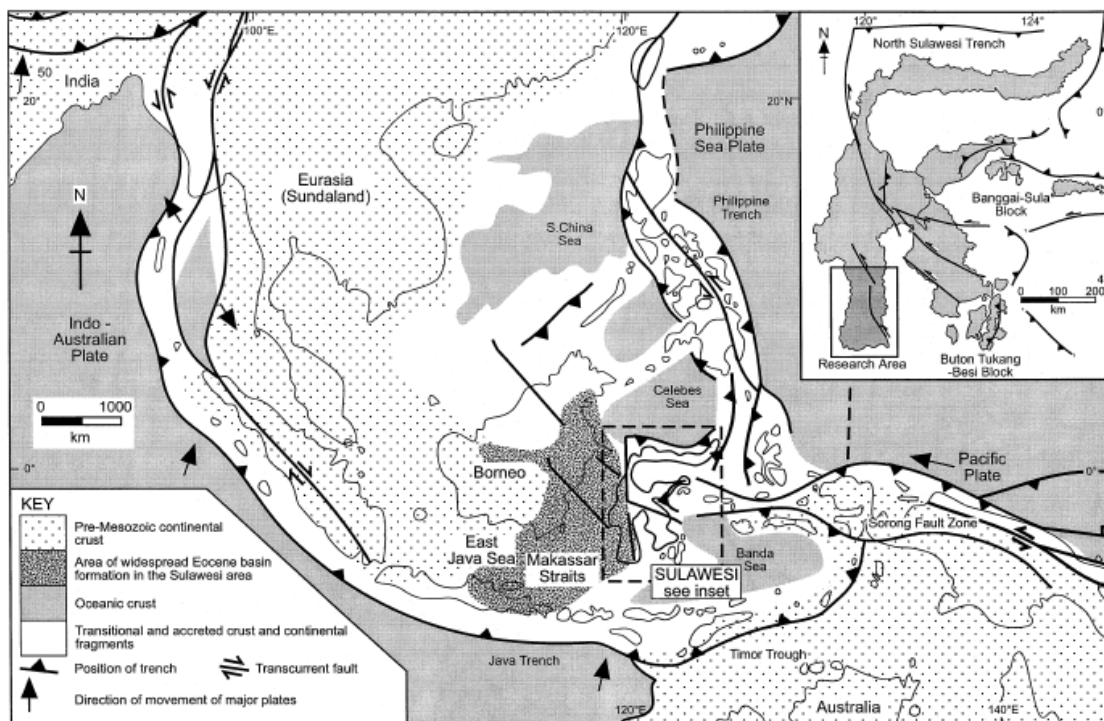 100°E
120°E
India
50
20°
N
Eurasia
(Sundaland)
S.China
Sea
20°N
Philippine
Sea Plate
Philippine
Trench
Indo -
Australian
Plate
0 1000
km
Celebes
Sea
Borneo
0°
East
Java Sea
Makassar
Straits
SULAWESI
see inset
Banda
Sea
Pacific
Plate
0°
Sorong Fault Zone
Java Trench
Timor Trough
120°E
Australia
140°E
120°
124°
N
North Sulawesi Trench
0
Banggai-Sula
Block
4
0 100 200
km
Research Area
Buton Tukang
-Besi Block
KEY
Pre-Mesozoic continental
crust
Area of widespread Eocene basin
formation in the Sulawesi area
Oceanic crust
Transitional and accreted crust and continental
fragments
Position of trench
Transcurrent fault
Direction of movement of major plates